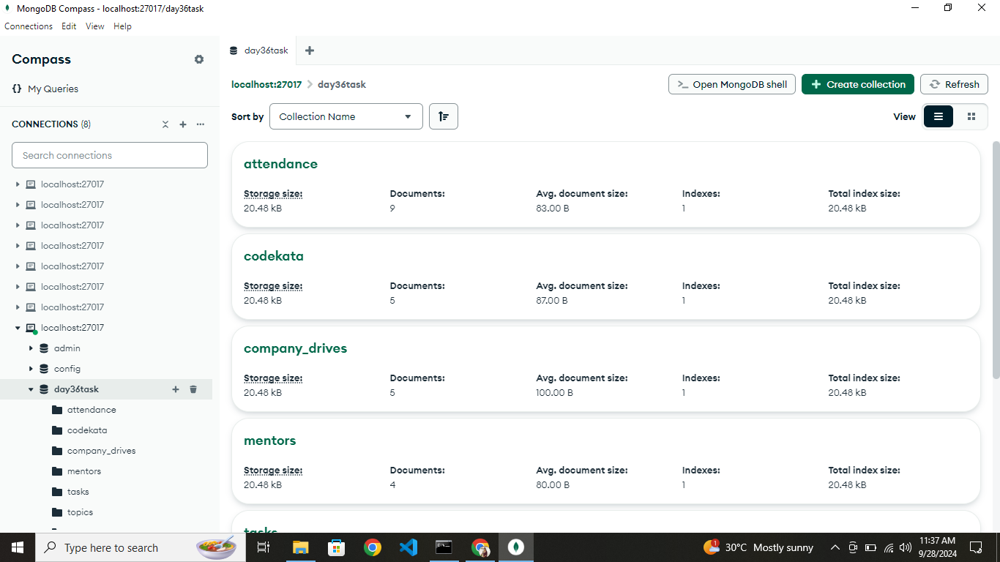 MongoDB Compass - localhost:27017/day36task
Connections Edit View Help
Compass
{} My Queries
CONNECTIONS (8)
Search connections
localhost:27017
localhost:27017
localhost:27017
localhost:27017
localhost:27017
localhost:27017
localhost:27017
localhost:27017
admin
config
day36task
attendance
codekata
company_drives
mentors
tasks
topics
day36task
localhost:27017 > day36task
>_ Open MongoDB shell
Create collection
Refresh
Sort by Collection Name
View
attendance
Storage size: Documents: Avg. document size: Indexes: Total index size:
20.48 kB 9 83.00 B 1 20.48 kB
codekata
Storage size: Documents: Avg. document size: Indexes: Total index size:
20.48 kB 5 87.00 B 1 20.48 kB
company_drives
Storage size: Documents: Avg. document size: Indexes: Total index size:
20.48 kB 5 100.00 B 1 20.48 kB
mentors
Storage size: Documents: Avg. document size: Indexes: Total index size:
20.48 kB 4 80.00 B 1 20.48 kB
tasks
Type here to search
1
30°C Mostly sunny
11:37 AM
9/28/2024